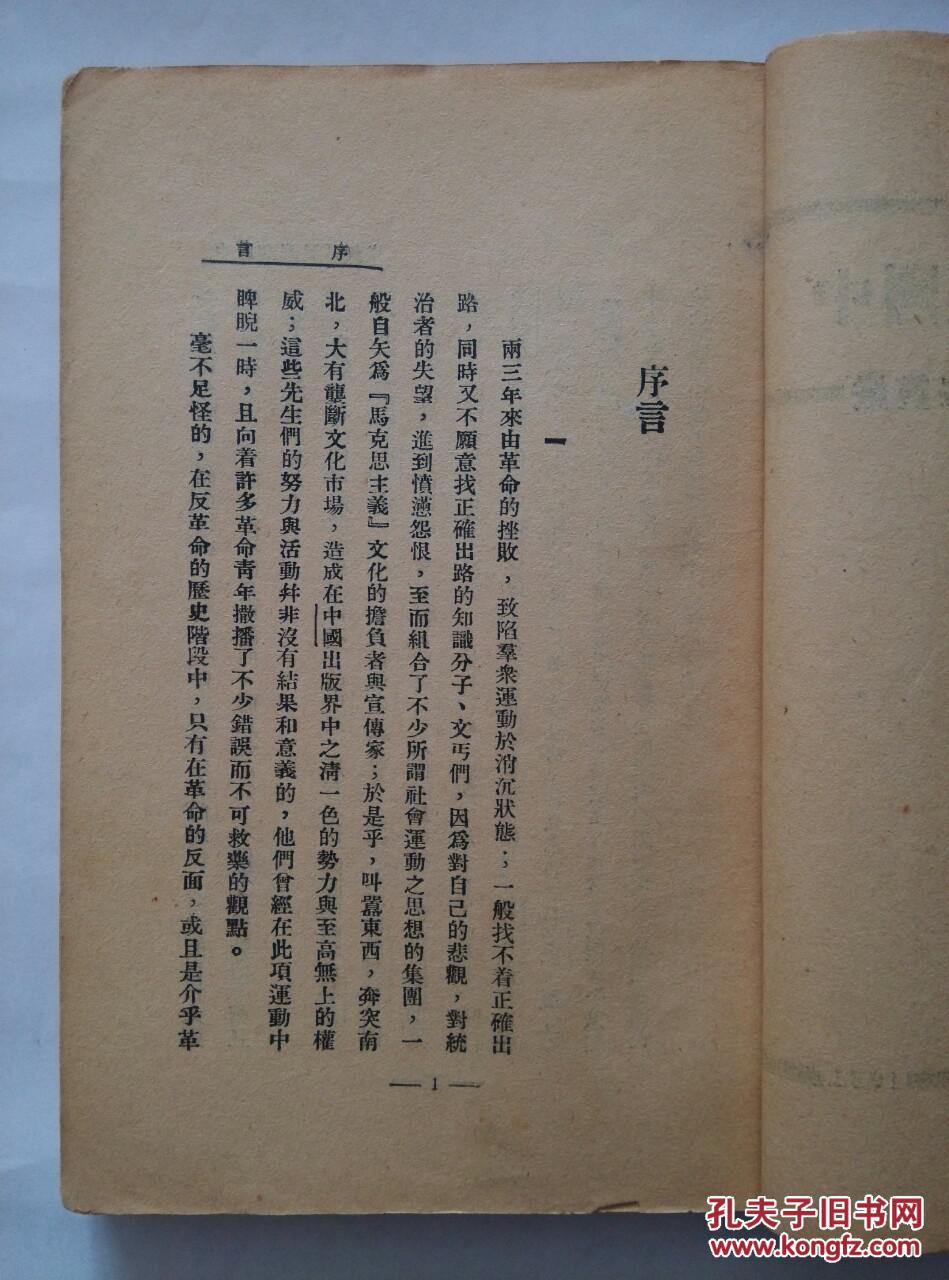 序言
序言
一
兩三年來由革命的挫敗，致陷羣衆運動於消沉狀態；一般找不着正確出
路，同時又不願意找正確出路的知識分子、文丐們，因爲對自己的悲觀，對統
治者的失望，進到憤懣怨恨，至而組合了不少所謂社會運動之思想的集團，一
般自矢爲『馬克思主義』文化的擔負者與宣傳家；於是乎，叫囂東西，奔突南
北，大有壟斷文化市場，造成在中國出版界中之淸一色的勢力與至高無上的權
威；這些先生們的努力與活動幷非沒有結果和意義的，他們曾經在此項運動中
睥睨一時，且向着許多革命靑年撒播了不少錯誤而不可救藥的觀點。
毫不足怪的，在反革命的歷史階段中，只有在革命的反面，或且是介乎革
— 1 —
孔夫子旧书网
www.kongfz.com